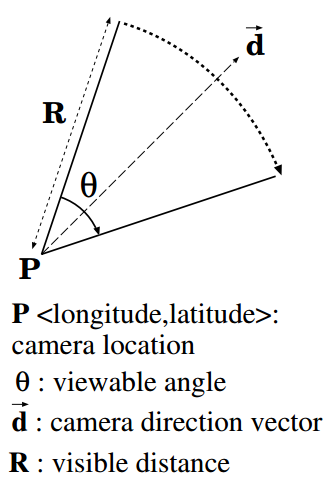 d
R
θ
P
P <longitude,latitude>:
camera location
θ : viewable angle
d : camera direction vector
R : visible distance